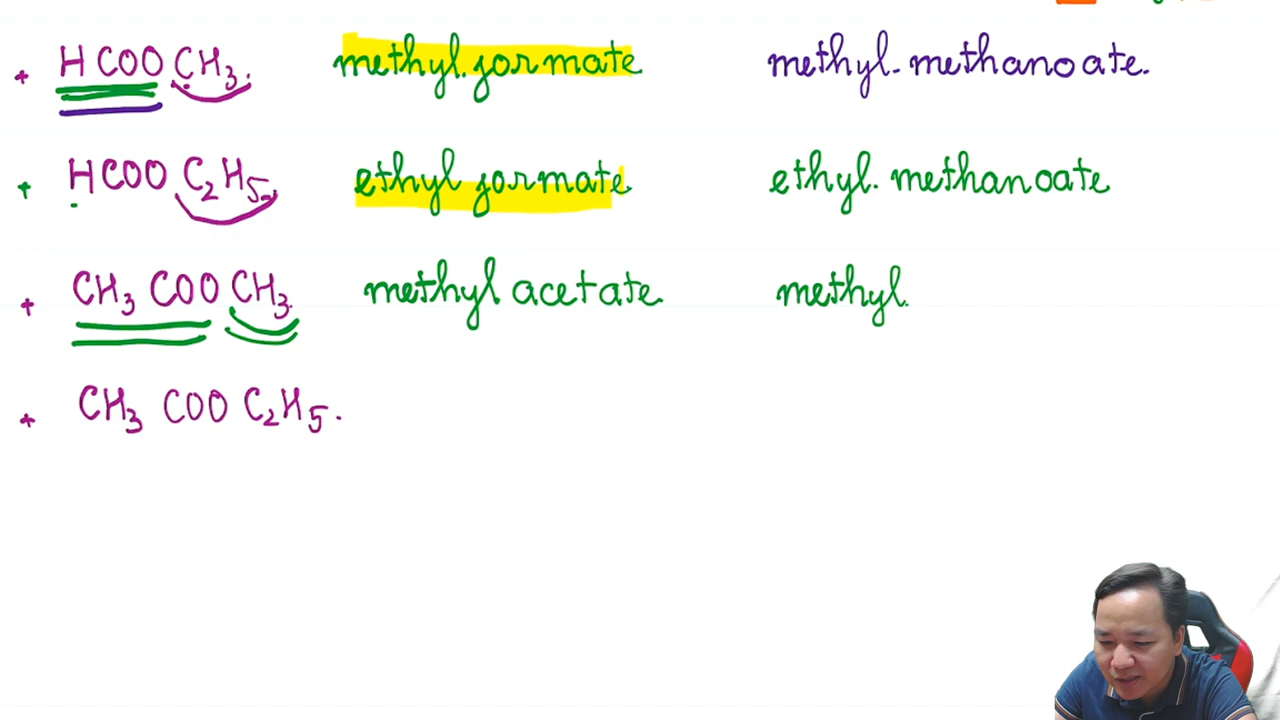 + HCOOCH₃. methyl. formate methyl-methanoate.
+ HCOOC₂H₅ ethyl formate. ethyl. methanoate
+ CH₃COOCH₃. methyl acetate. methyl.
+ CH₃COOC₂H₅.